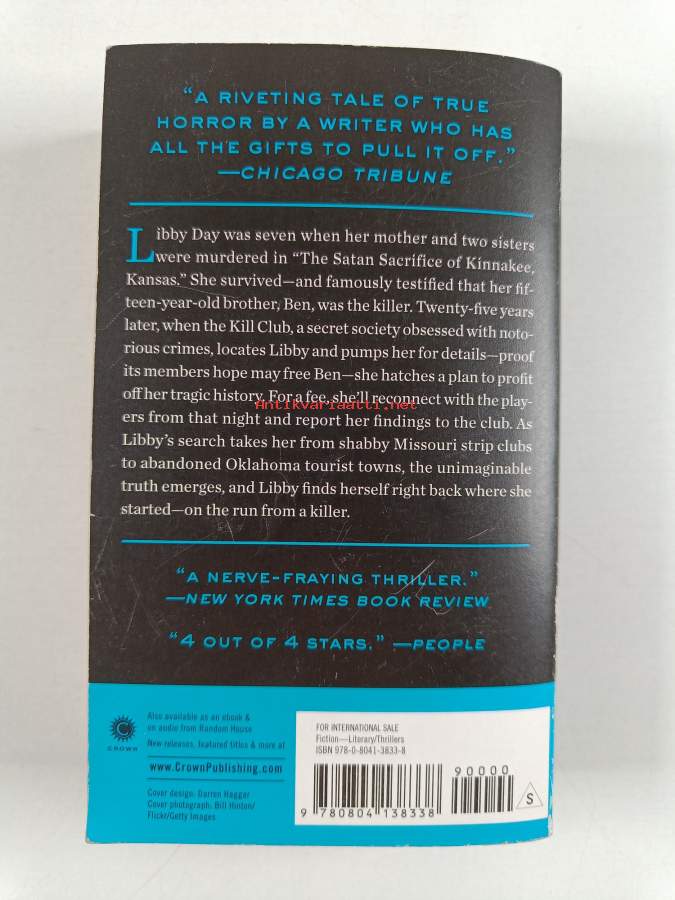 “A RIVETING TALE OF TRUE
HORROR BY A WRITER WHO HAS
ALL THE GIFTS TO PULL IT OFF.”
—CHICAGO TRIBUNE
Libby Day was seven when her mother and two sisters
were murdered in “The Satan Sacrifice of Kinnakee,
Kansas.” She survived—and famously testified that her fif-
teen-year-old brother, Ben, was the killer. Twenty-five years
later, when the Kill Club, a secret society obsessed with noto-
rious crimes, locates Libby and pumps her for details—proof
its members hope may free Ben—she hatches a plan to profit
off her tragic history. For a fee, she’ll reconnect with the play-
Antikvariaatti.net
ers from that night and report her findings to the club. As
Libby’s search takes her from shabby Missouri strip clubs
to abandoned Oklahoma tourist towns, the unimaginable
truth emerges, and Libby finds herself right back where she
started—on the run from a killer.
“A NERVE-FRAYING THRILLER.”
—NEW YORK TIMES BOOK REVIEW
“4 OUT OF 4 STARS.” —PEOPLE
CROWN
Also available as an ebook &
on audio from Random House
New releases, featured titles & more at
www.CrownPublishing.com
Cover design: Darren Haggar
Cover photograph: Bill Hinton/
Flickr/Getty Images
FOR INTERNATIONAL SALE
Fiction—Literary/Thrillers
ISBN 978-0-8041-3833-8
90000
9 780804 138338
S